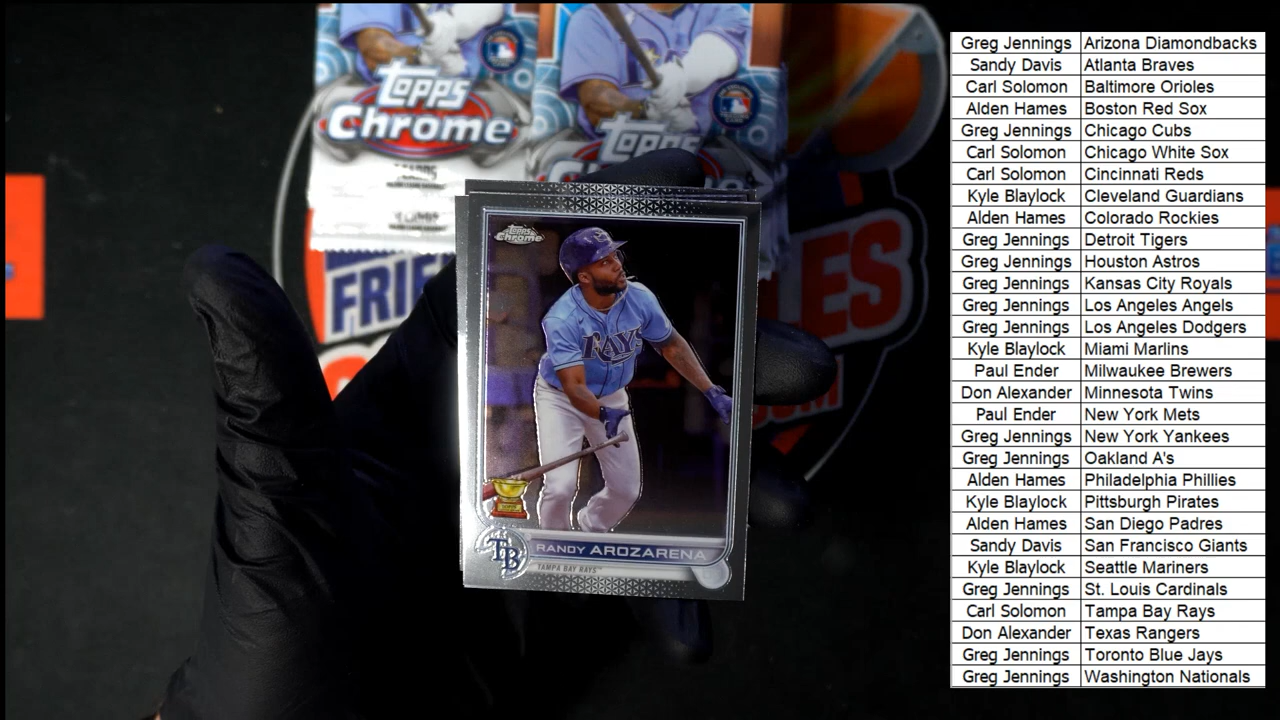 Topps
Chrome
Topps
FRIE
LES
COM
Topps
Chrome
RAYS
TB
RANDY AROZARENA
TAMPA BAY RAYS™
Greg Jennings Arizona Diamondbacks
Sandy Davis Atlanta Braves
Carl Solomon Baltimore Orioles
Alden Hames Boston Red Sox
Greg Jennings Chicago Cubs
Carl Solomon Chicago White Sox
Carl Solomon Cincinnati Reds
Kyle Blaylock Cleveland Guardians
Alden Hames Colorado Rockies
Greg Jennings Detroit Tigers
Greg Jennings Houston Astros
Greg Jennings Kansas City Royals
Greg Jennings Los Angeles Angels
Greg Jennings Los Angeles Dodgers
Kyle Blaylock Miami Marlins
Paul Ender Milwaukee Brewers
Don Alexander Minnesota Twins
Paul Ender New York Mets
Greg Jennings New York Yankees
Greg Jennings Oakland A's
Alden Hames Philadelphia Phillies
Kyle Blaylock Pittsburgh Pirates
Alden Hames San Diego Padres
Sandy Davis San Francisco Giants
Kyle Blaylock Seattle Mariners
Greg Jennings St. Louis Cardinals
Carl Solomon Tampa Bay Rays
Don Alexander Texas Rangers
Greg Jennings Toronto Blue Jays
Greg Jennings Washington Nationals